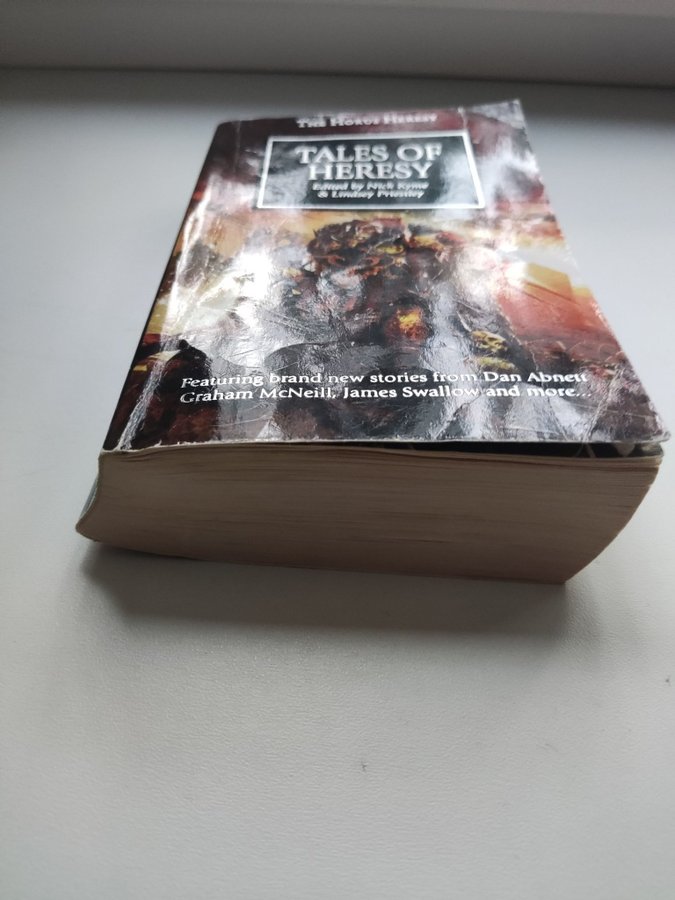 THE HORUS HERESY
TALES OF
HERESY
Edited by Nick Kyme
& Lindsey Priestley
Featuring brand new stories from Dan Abnett
Graham McNeill, James Swallow and more...